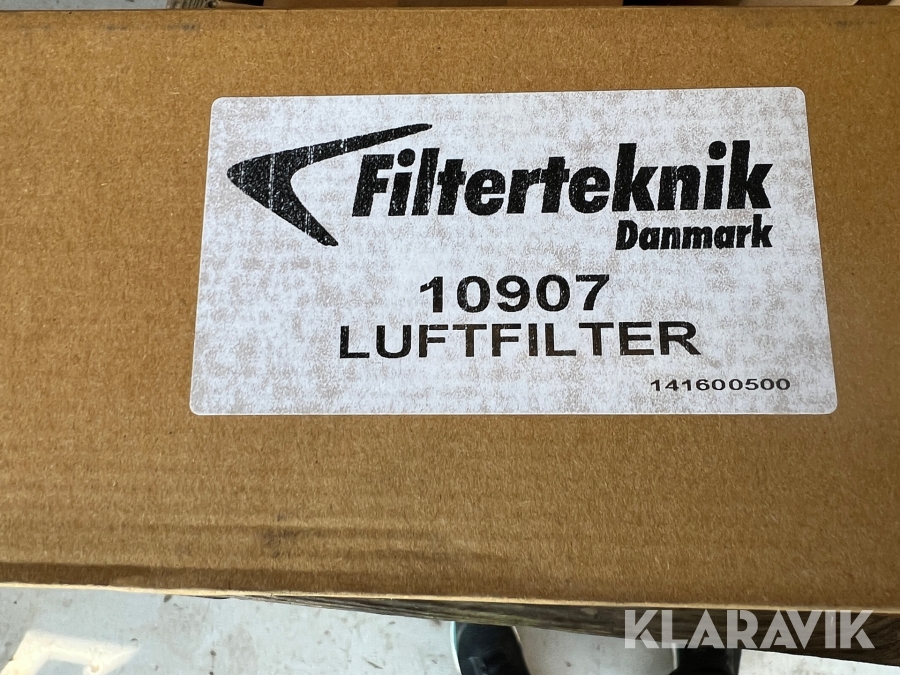 Filterteknik
Danmark
10907
LUFTFILTER
141600500
KLARAVIK